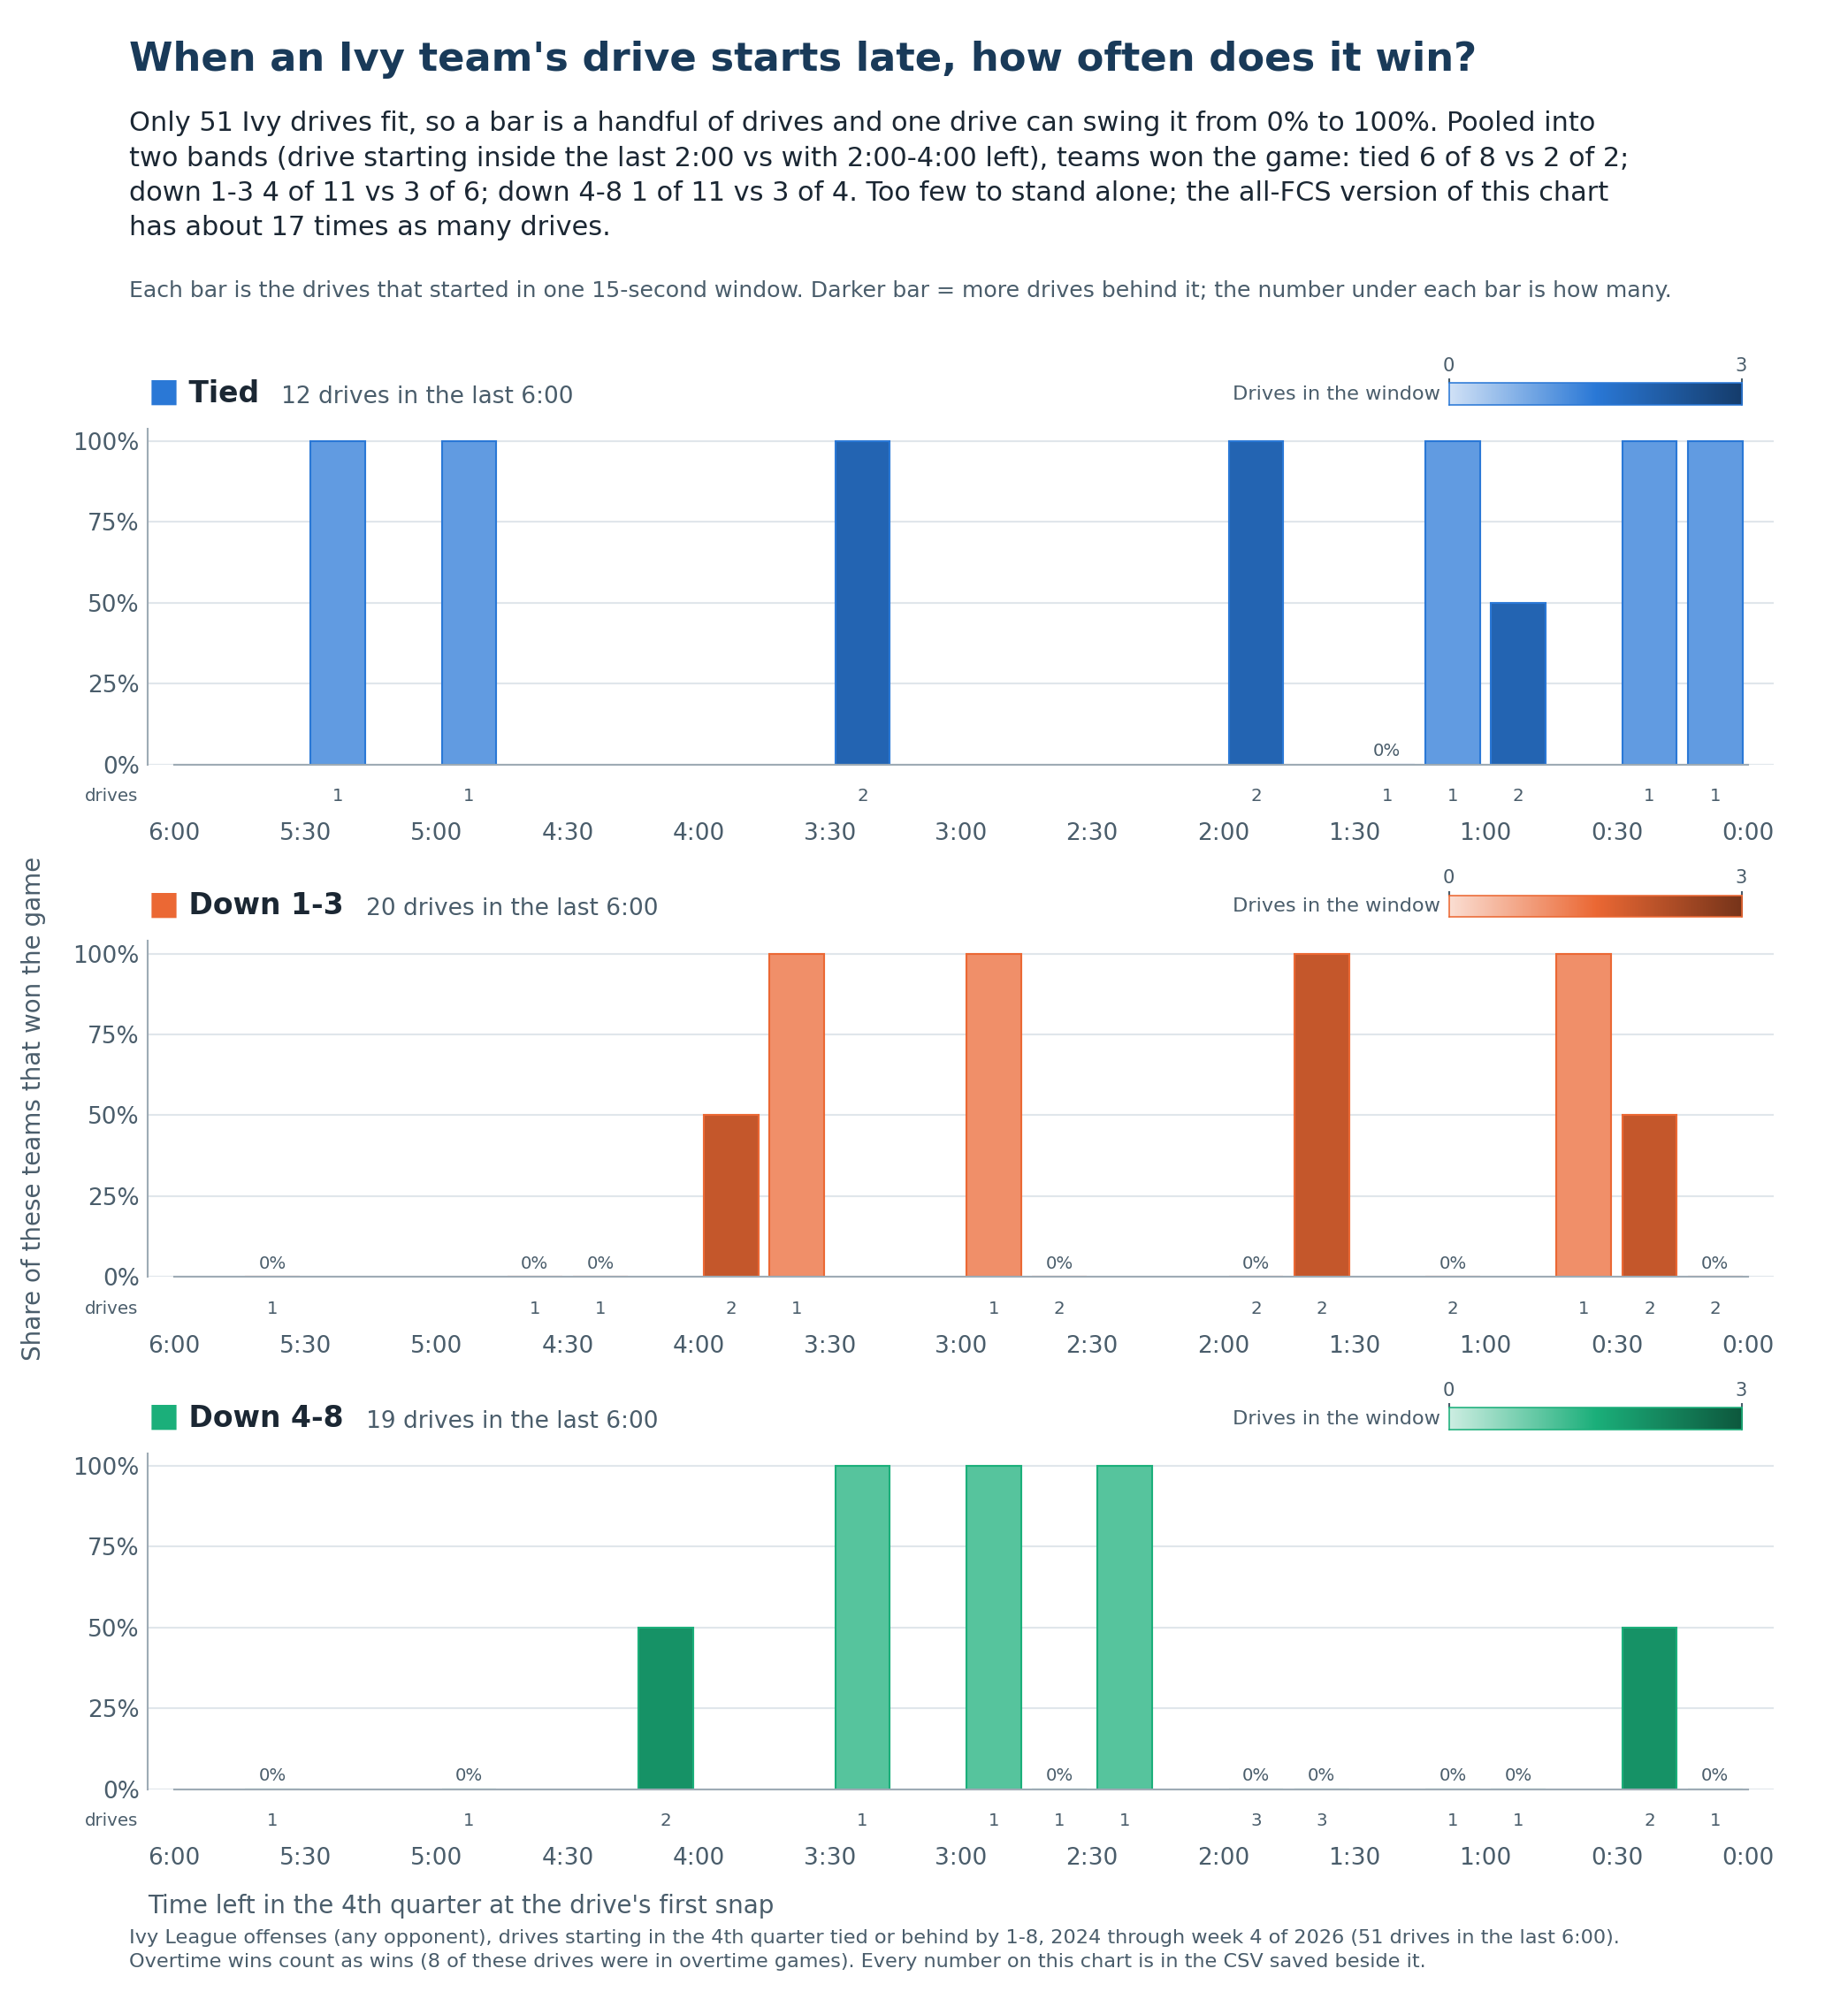 When an Ivy team's drive starts late, how often does it win?
Only 51 Ivy drives fit, so a bar is a handful of drives and one drive can swing it from 0% to 100%. Pooled into
two bands (drive starting inside the last 2:00 vs with 2:00-4:00 left), teams won the game: tied 6 of 8 vs 2 of 2;
down 1-3 4 of 11 vs 3 of 6; down 4-8 1 of 11 vs 3 of 4. Too few to stand alone; the all-FCS version of this chart
has about 17 times as many drives.
Each bar is the drives that started in one 15-second window. Darker bar = more drives behind it; the number under each bar is how many.
0 3
Tied 12 drives in the last 6:00 Drives in the window
100%
75%
50%
25%
0%
0%
drives 1 1 2 2 1 1 2 1 1
6:00 5:30 5:00 4:30 4:00 3:30 3:00 2:30 2:00 1:30 1:00 0:30 0:00
Share of these teams that won the game
0 3
Down 1-3 20 drives in the last 6:00 Drives in the window
100%
75%
50%
25%
0% 0% 0% 0% 0% 0% 0%
0%
drives 1 1 1 2 1 1 2 2 2 2 1 2 2
6:00 5:30 5:00 4:30 4:00 3:30 3:00 2:30 2:00 1:30 1:00 0:30 0:00
0 3
Down 4-8 19 drives in the last 6:00 Drives in the window
100%
75%
50%
25%
0% 0% 0% 0% 0% 0% 0% 0%
0%
drives 1 1 2 1 1 1 1 3 3 1 1 2 1
6:00 5:30 5:00 4:30 4:00 3:30 3:00 2:30 2:00 1:30 1:00 0:30 0:00
Time left in the 4th quarter at the drive's first snap
Ivy League offenses (any opponent), drives starting in the 4th quarter tied or behind by 1-8, 2024 through week 4 of 2026 (51 drives in the last 6:00).
Overtime wins count as wins (8 of these drives were in overtime games). Every number on this chart is in the CSV saved beside it.